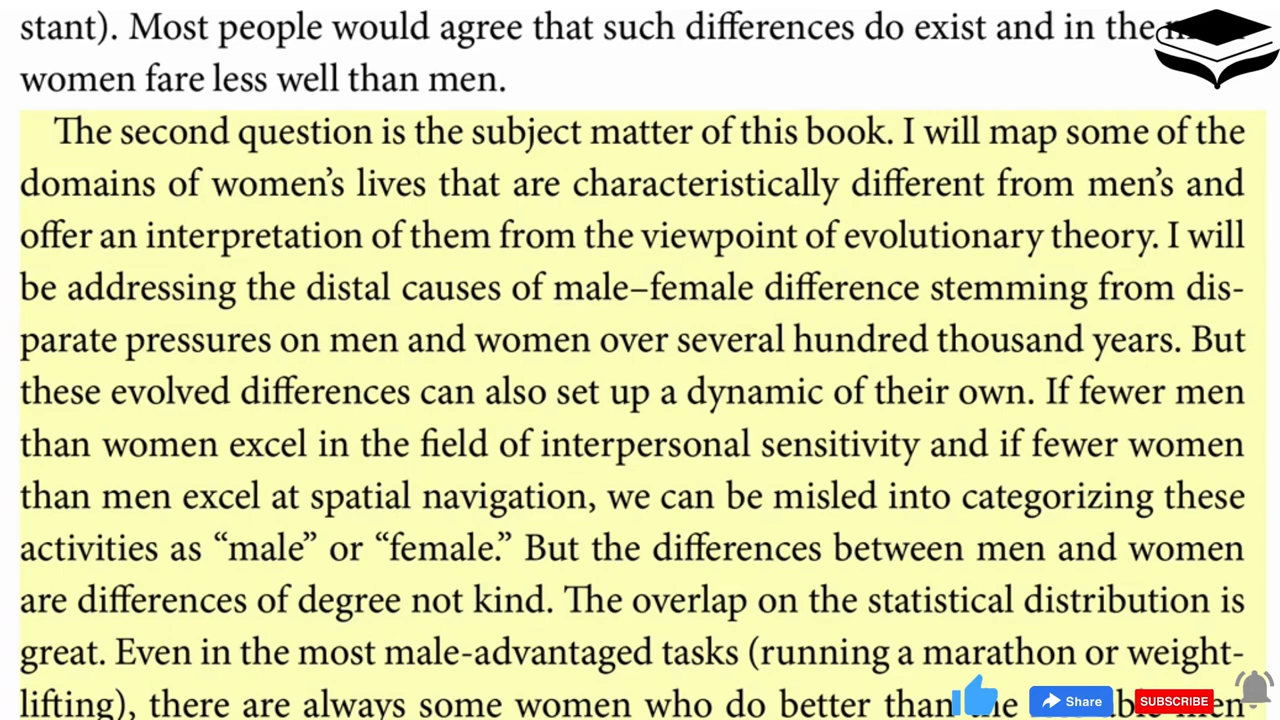 stant). Most people would agree that such differences do exist and in the
women fare less well than men.
The second question is the subject matter of this book. I will map some of the
domains of women’s lives that are characteristically different from men’s and
offer an interpretation of them from the viewpoint of evolutionary theory. I will
be addressing the distal causes of male–female difference stemming from dis-
parate pressures on men and women over several hundred thousand years. But
these evolved differences can also set up a dynamic of their own. If fewer men
than women excel in the field of interpersonal sensitivity and if fewer women
than men excel at spatial navigation, we can be misled into categorizing these
activities as “male” or “female.” But the differences between men and women
are differences of degree not kind. The overlap on the statistical distribution is
great. Even in the most male-advantaged tasks (running a marathon or weight-
lifting), there are always some women who do better than
Share
SUBSCRIBE